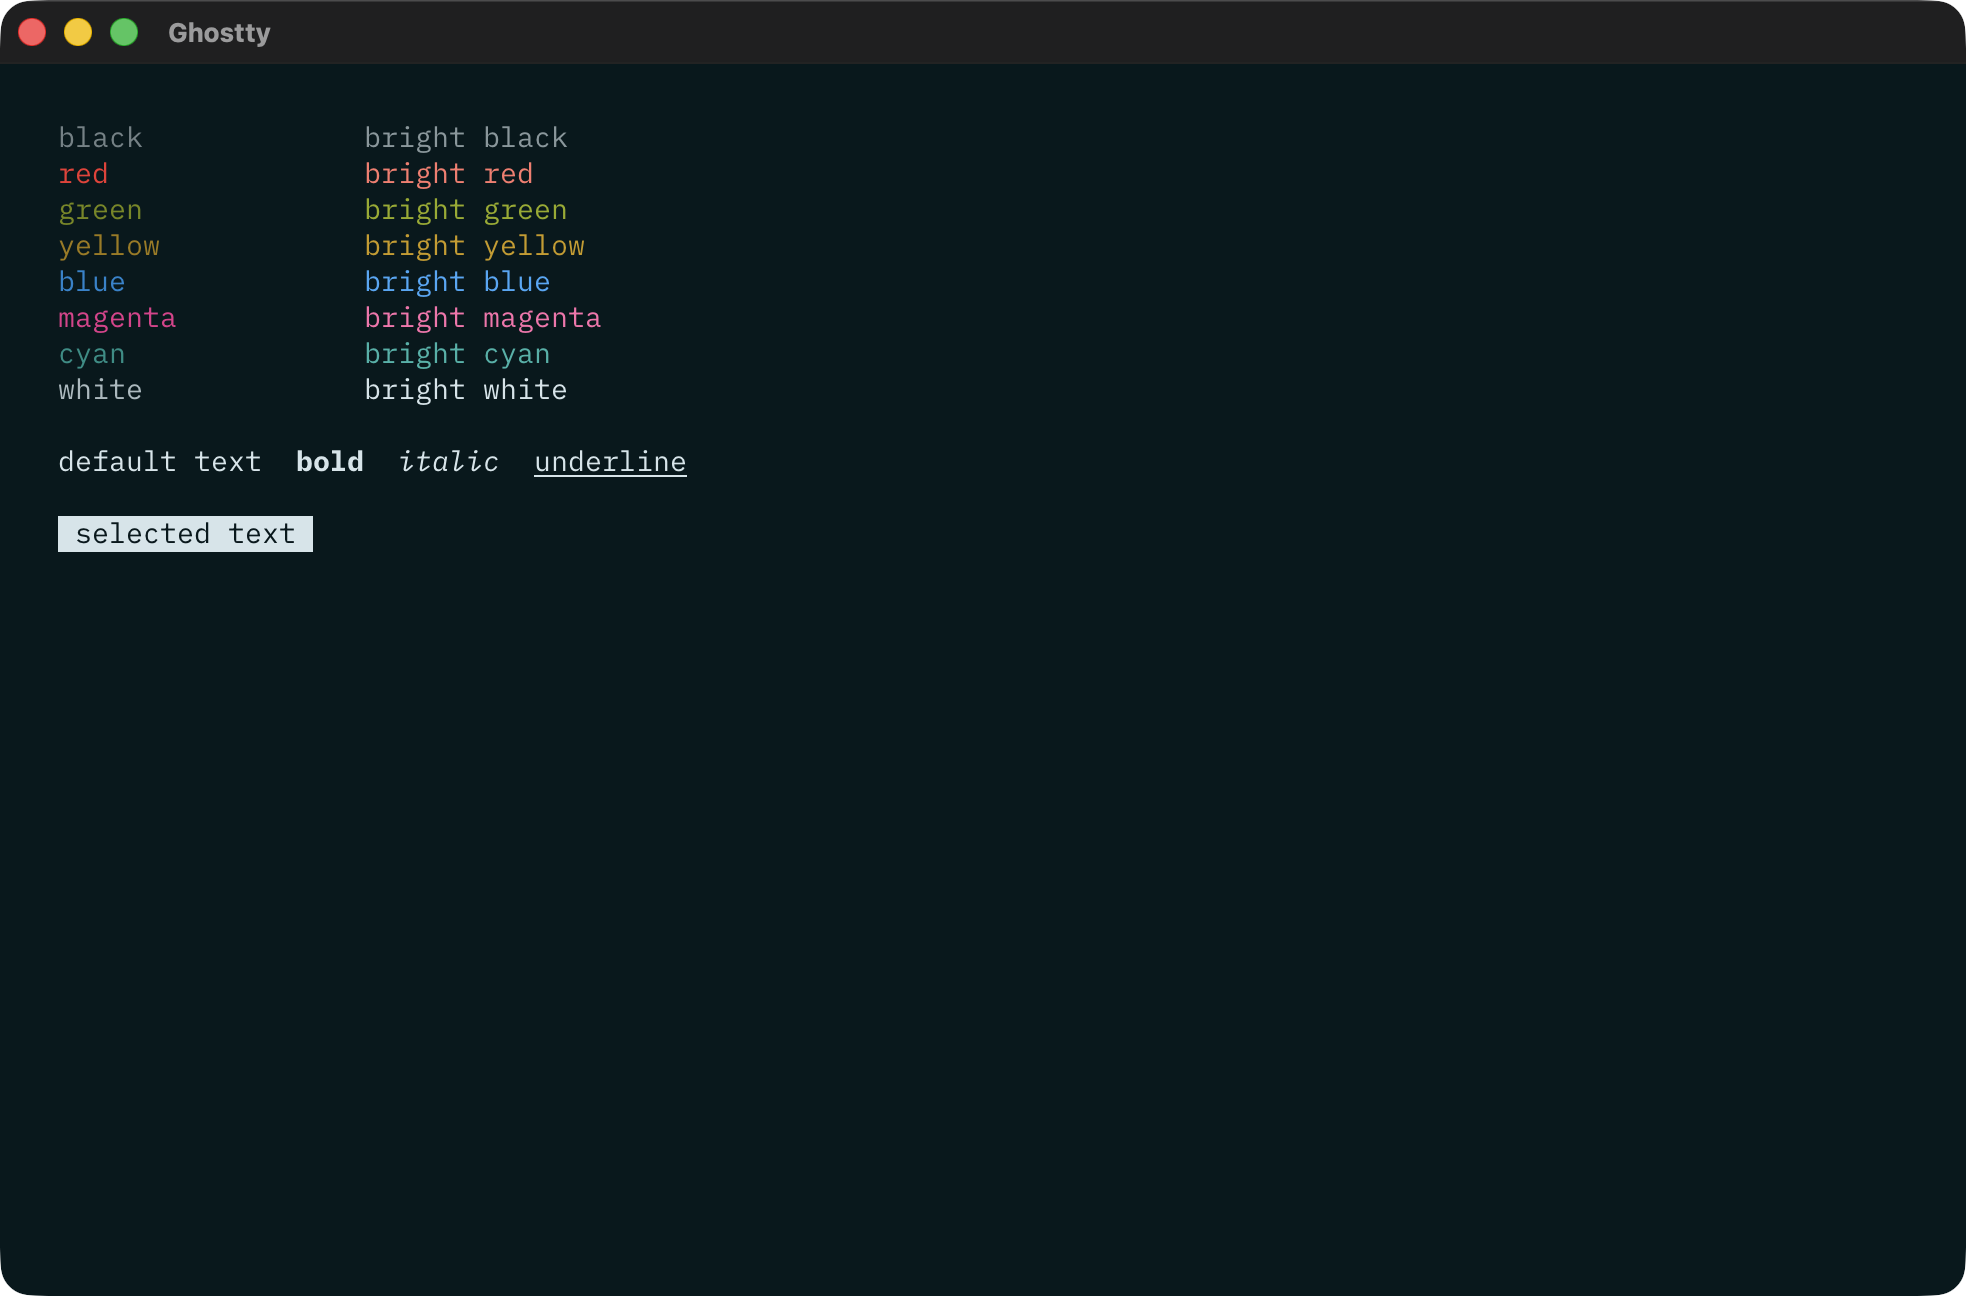 Ghostty
black bright black
red bright red
green bright green
yellow bright yellow
blue bright blue
magenta bright magenta
cyan bright cyan
white bright white
default text bold italic underline
selected text